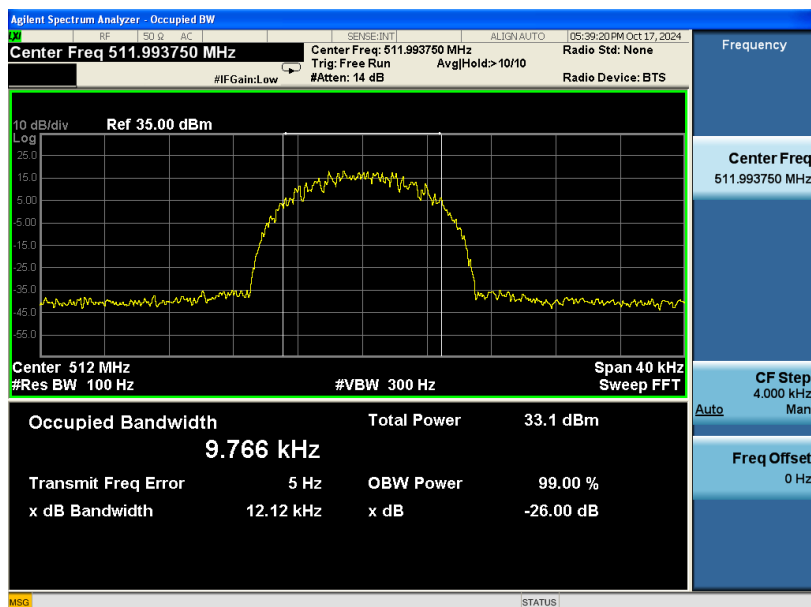 Agilent Spectrum Analyzer - Occupied BW
LXI RF 50 Ω AC SENSE:INT ALIGN AUTO 05:39:20 PM Oct 17, 2024
Center Freq 511.993750 MHz
Center Freq: 511.993750 MHz
Radio Std: None
Trig: Free Run Avg|Hold:> 10/10
#IFGain:Low
#Atten: 14 dB
Radio Device: BTS
10 dB/div Ref 35.00 dBm
Log
25.0
15.0
5.00
-5.00
-15.0
-25.0
-35.0
-45.0
-55.0
Center 512 MHz Span 40 kHz
#Res BW 100 Hz #VBW 300 Hz Sweep FFT
Occupied Bandwidth Total Power 33.1 dBm
9.766 kHz
Transmit Freq Error 5 Hz OBW Power 99.00 %
x dB Bandwidth 12.12 kHz x dB -26.00 dB
MSG STATUS
Frequency
Center Freq
511.993750 MHz
CF Step
4.000 kHz
Auto Man
Freq Offset
0 Hz